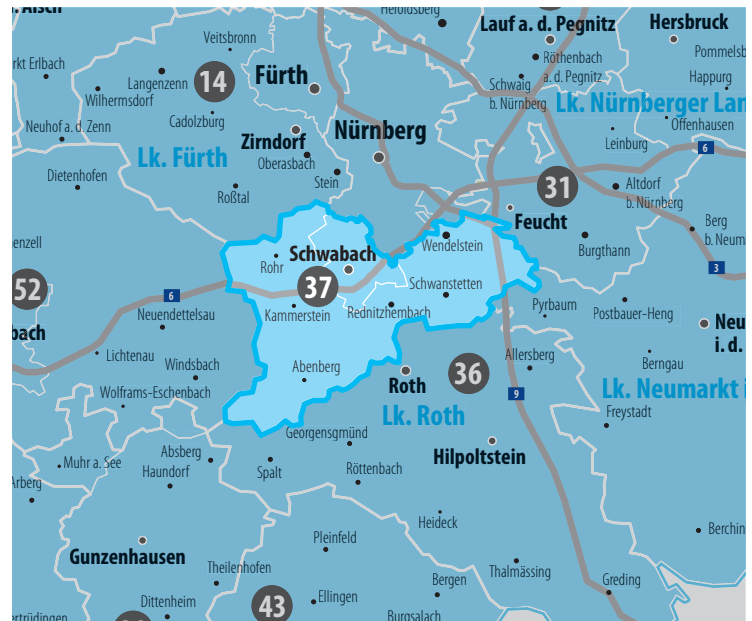 . Aisch
Heroldsberg
Veitsbronn
Lauf a. d. Pegnitz
Hersbruck
Röthenbach
a. d. Pegnitz
Pommelsb
rkt Erlbach
Langenzenn
14
Fürth
Schwaig
b. Nürnberg
Happurg
Wilhermsdorf
Lk. Nürnberger Lan
Cadolzburg
Offenhausen
Neuhof a. d. Zenn
Zirndorf
Nürnberg
Leinburg
6
Lk. Fürth
Oberasbach
Dietenhofen
Stein
31
Altdorf
b. Nürnberg
Roßtal
Feucht
Berg
b. Neum
enzell
Schwabach
Wendelstein
Burgthann
Rohr
3
52
6
37
Schwanstetten
Neuendettelsau
Kammerstein
Rednitzhembach
Pyrbaum
Postbauer-Heng
bach
Neu
i. d.
Lichtenau
Windsbach
Abenberg
Allersberg
Berngau
Roth
36
Wolframs-Eschenbach
9
Lk. Neumarkt i
Lk. Roth
Freystadt
Georgensgmünd
Absberg
Hilpoltstein
Muhr a. See
Haundorf
Spalt
Röttenbach
Arberg
Heideck
Berchin
Gunzenhausen
Pleinfeld
Theilenhofen
Bergen
Thalmässing
Greding
Dittenheim
43
Ellingen
ertrüdingen
Burgsalach